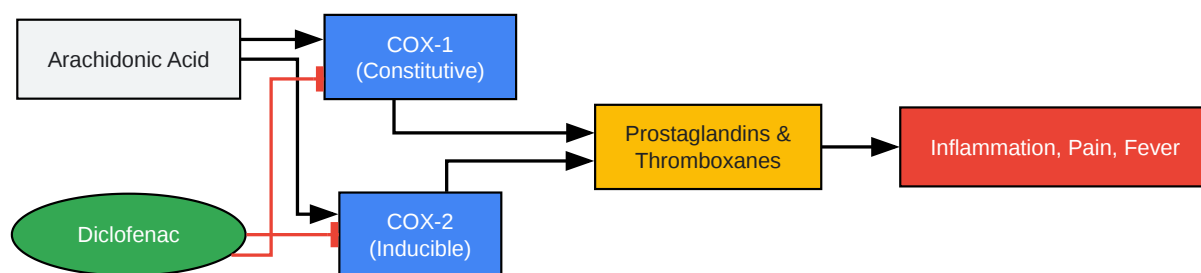 Arachidonic Acid
COX-1
(Constitutive)
Prostaglandins &
Thromboxanes
Inflammation, Pain, Fever
Diclofenac
COX-2
(Inducible)